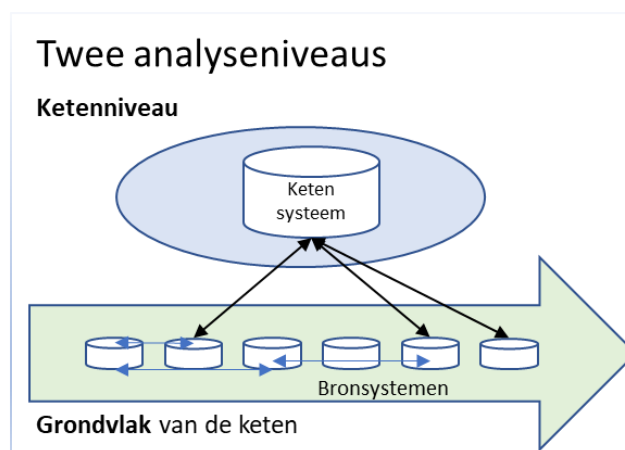 Twee analyseniveaus
Ketenniveau
Keten
systeem
Bronsystemen
Grondvlak van de keten